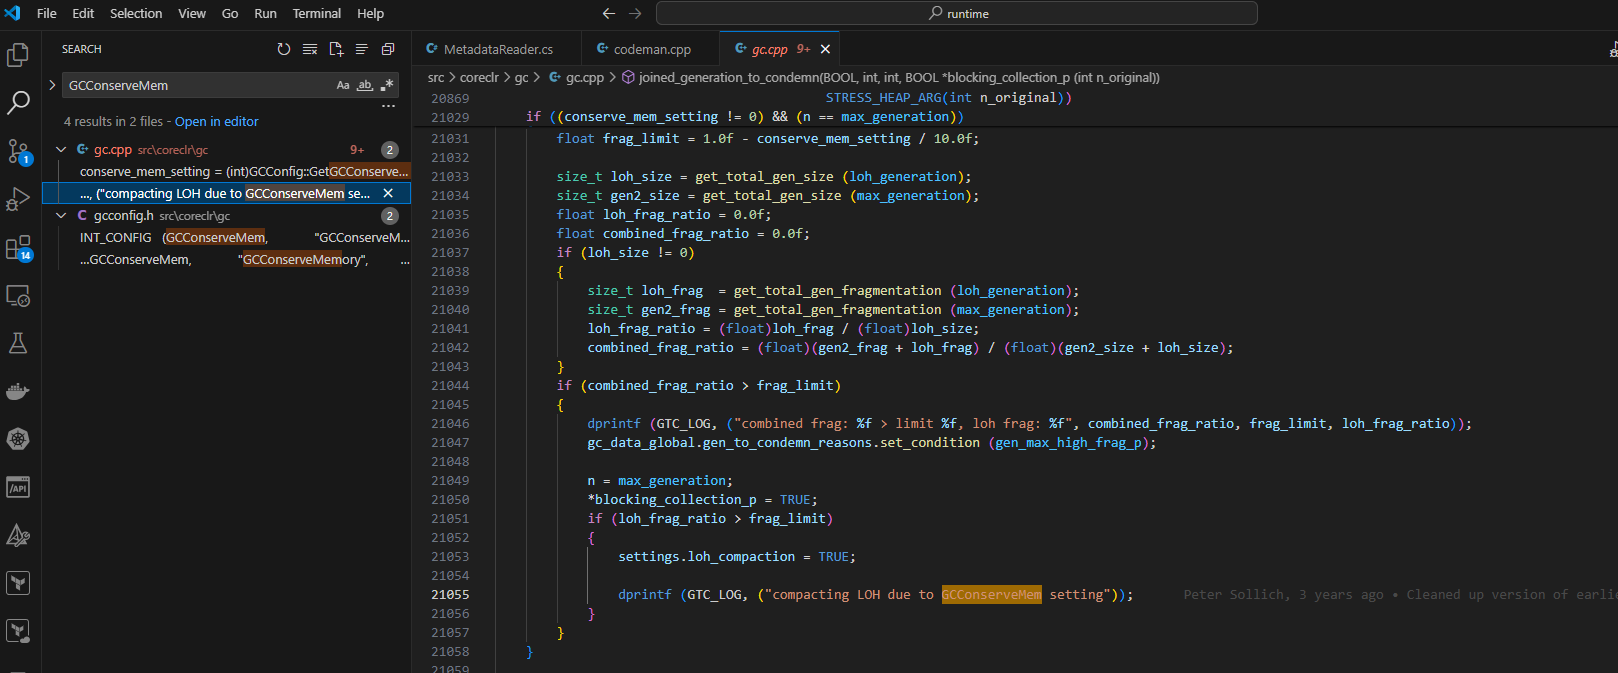 File Edit Selection View Go Run Terminal Help
runtime
SEARCH
MetadataReader.cs
codeman.cpp
gc.cpp 9+
GCConserveMem
Aa ab
src > coreclr > gc > gc.cpp > joined_generation_to_condemn(BOOL, int, int, BOOL *blocking_collection_p (int n_original))
4 results in 2 files - Open in editor
gc.cpp src\coreclr\gc 9+ 2
conserve_mem_setting = (int)GCConfig::GetGCConserve...
..., ("compacting LOH due to GCConserveMem se...
gcconfig.h src\coreclr\gc 2
INT_CONFIG (GCConserveMem, "GCConserveM...
...GCConserveMem, "GCConserveMemory", ...
1
14
/API
20869 STRESS_HEAP_ARG(int n_original))
21029 if ((conserve_mem_setting != 0) && (n == max_generation))
21031 float frag_limit = 1.0f - conserve_mem_setting / 10.0f;
21032
21033 size_t loh_size = get_total_gen_size (loh_generation);
21034 size_t gen2_size = get_total_gen_size (max_generation);
21035 float loh_frag_ratio = 0.0f;
21036 float combined_frag_ratio = 0.0f;
21037 if (loh_size != 0)
21038 {
21039 size_t loh_frag  = get_total_gen_fragmentation (loh_generation);
21040 size_t gen2_frag = get_total_gen_fragmentation (max_generation);
21041 loh_frag_ratio = (float)loh_frag / (float)loh_size;
21042 combined_frag_ratio = (float)(gen2_frag + loh_frag) / (float)(gen2_size + loh_size);
21043 }
21044 if (combined_frag_ratio > frag_limit)
21045 {
21046 dprintf (GTC_LOG, ("combined frag: %f > limit %f, loh frag: %f", combined_frag_ratio, frag_limit, loh_frag_ratio));
21047 gc_data_global.gen_to_condemn_reasons.set_condition (gen_max_high_frag_p);
21048
21049 n = max_generation;
21050 *blocking_collection_p = TRUE;
21051 if (loh_frag_ratio > frag_limit)
21052 {
21053 settings.loh_compaction = TRUE;
21054
21055 dprintf (GTC_LOG, ("compacting LOH due to GCConserveMem setting")); Peter Sollich, 3 years ago • Cleaned up version of earlie
21056 }
21057 }
21058 }
21059